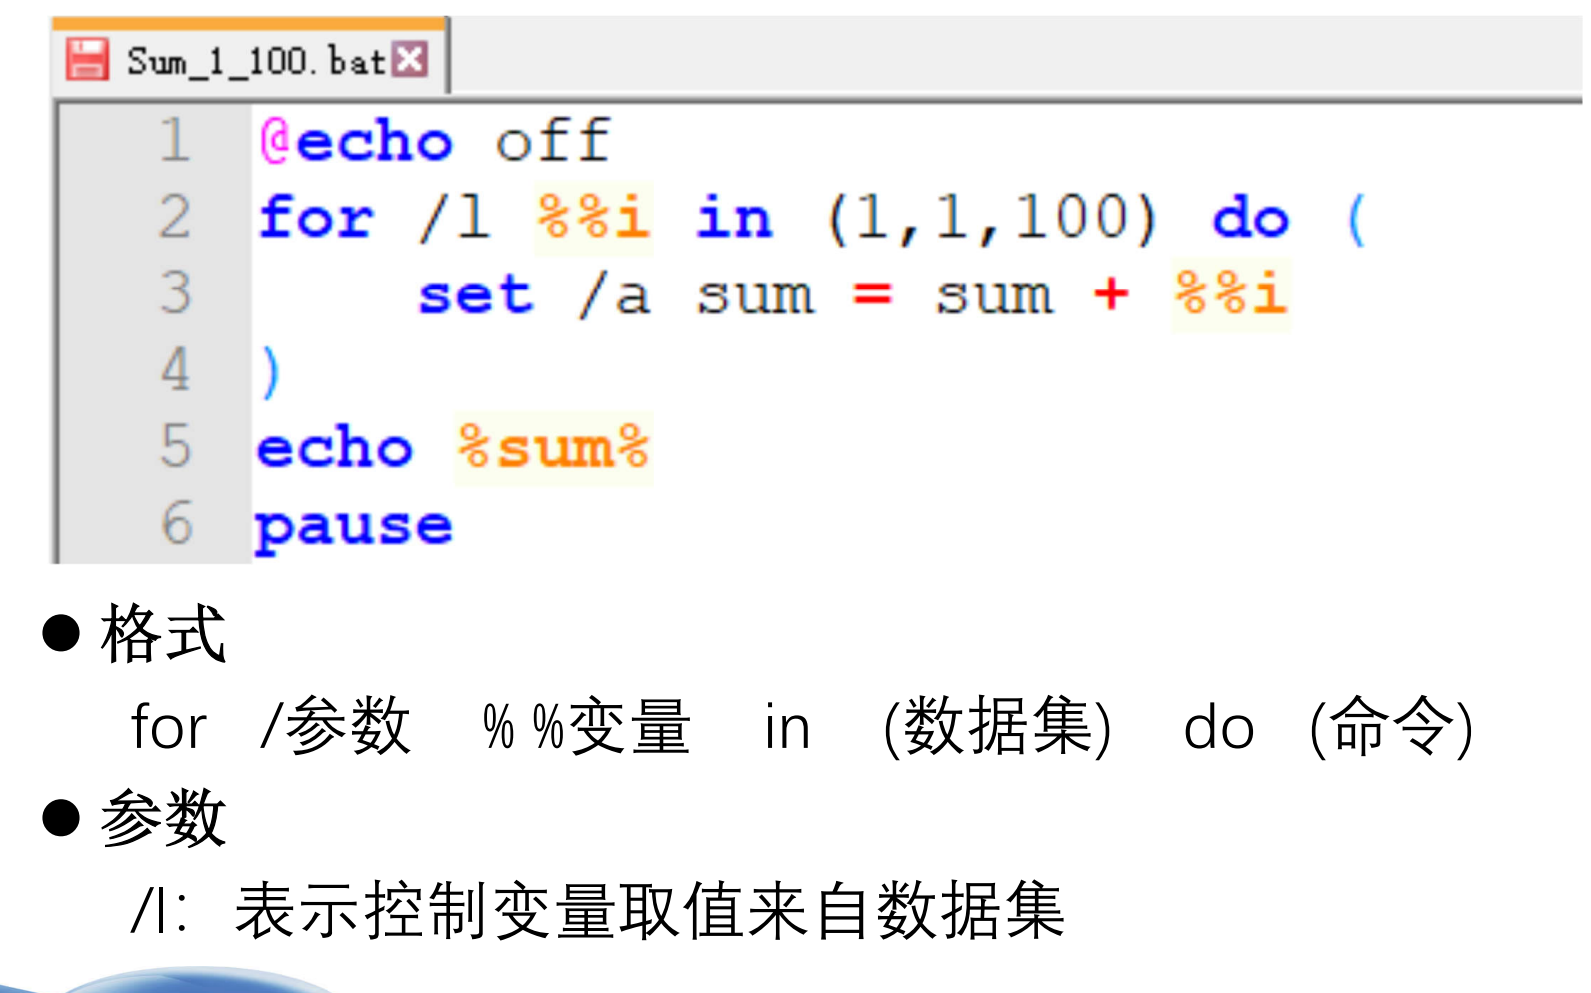 Sum_1_100.bat
1 @echo off
2 for /l %%i in (1,1,100) do (
3     set /a sum = sum + %%i
4 )
5 echo %sum%
6 pause
● 格式
for /参数 %%变量 in (数据集) do (命令)
● 参数
/l: 表示控制变量取值来自数据集